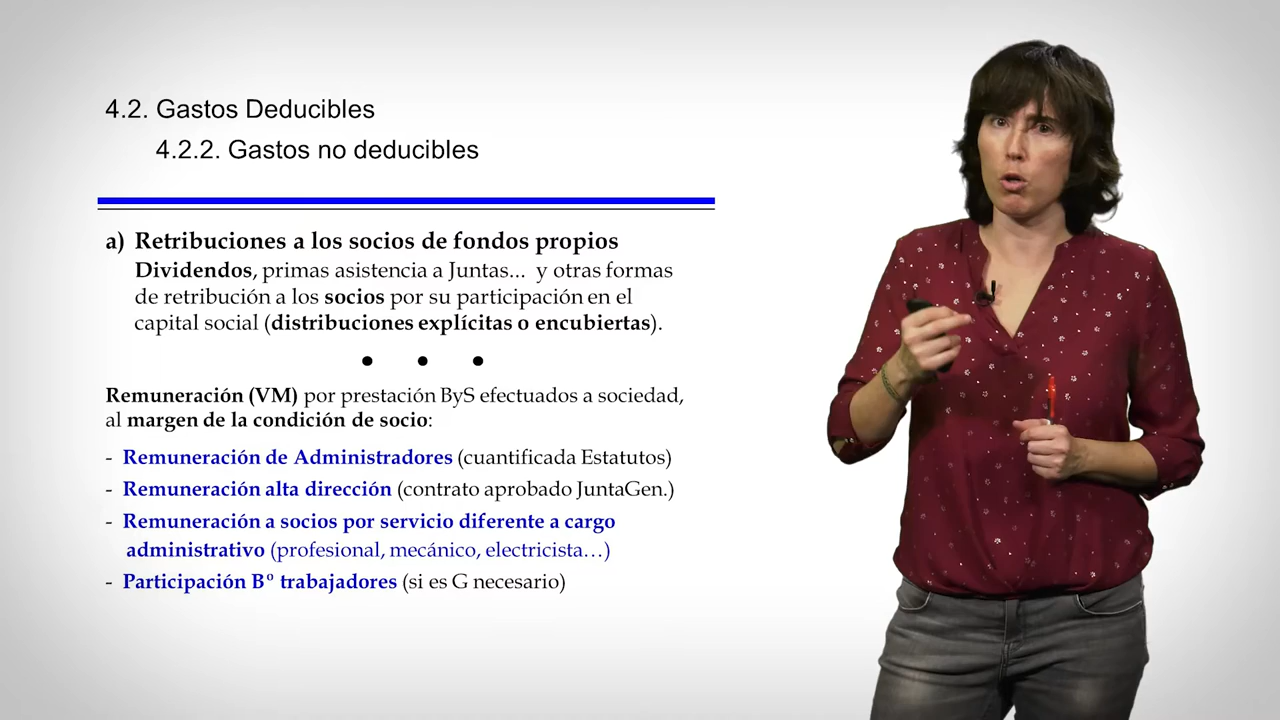 4.2. Gastos Deducibles
4.2.2. Gastos no deducibles
a) Retribuciones a los socios de fondos propios
Dividendos, primas asistencia a Juntas... y otras formas
de retribución a los socios por su participación en el
capital social (distribuciones explícitas o encubiertas).
• • •
Remuneración (VM) por prestación ByS efectuados a sociedad,
al margen de la condición de socio:
- Remuneración de Administradores (cuantificada Estatutos)
- Remuneración alta dirección (contrato aprobado JuntaGen.)
- Remuneración a socios por servicio diferente a cargo
administrativo (profesional, mecánico, electricista…)
- Participación Bº trabajadores (si es G necesario)